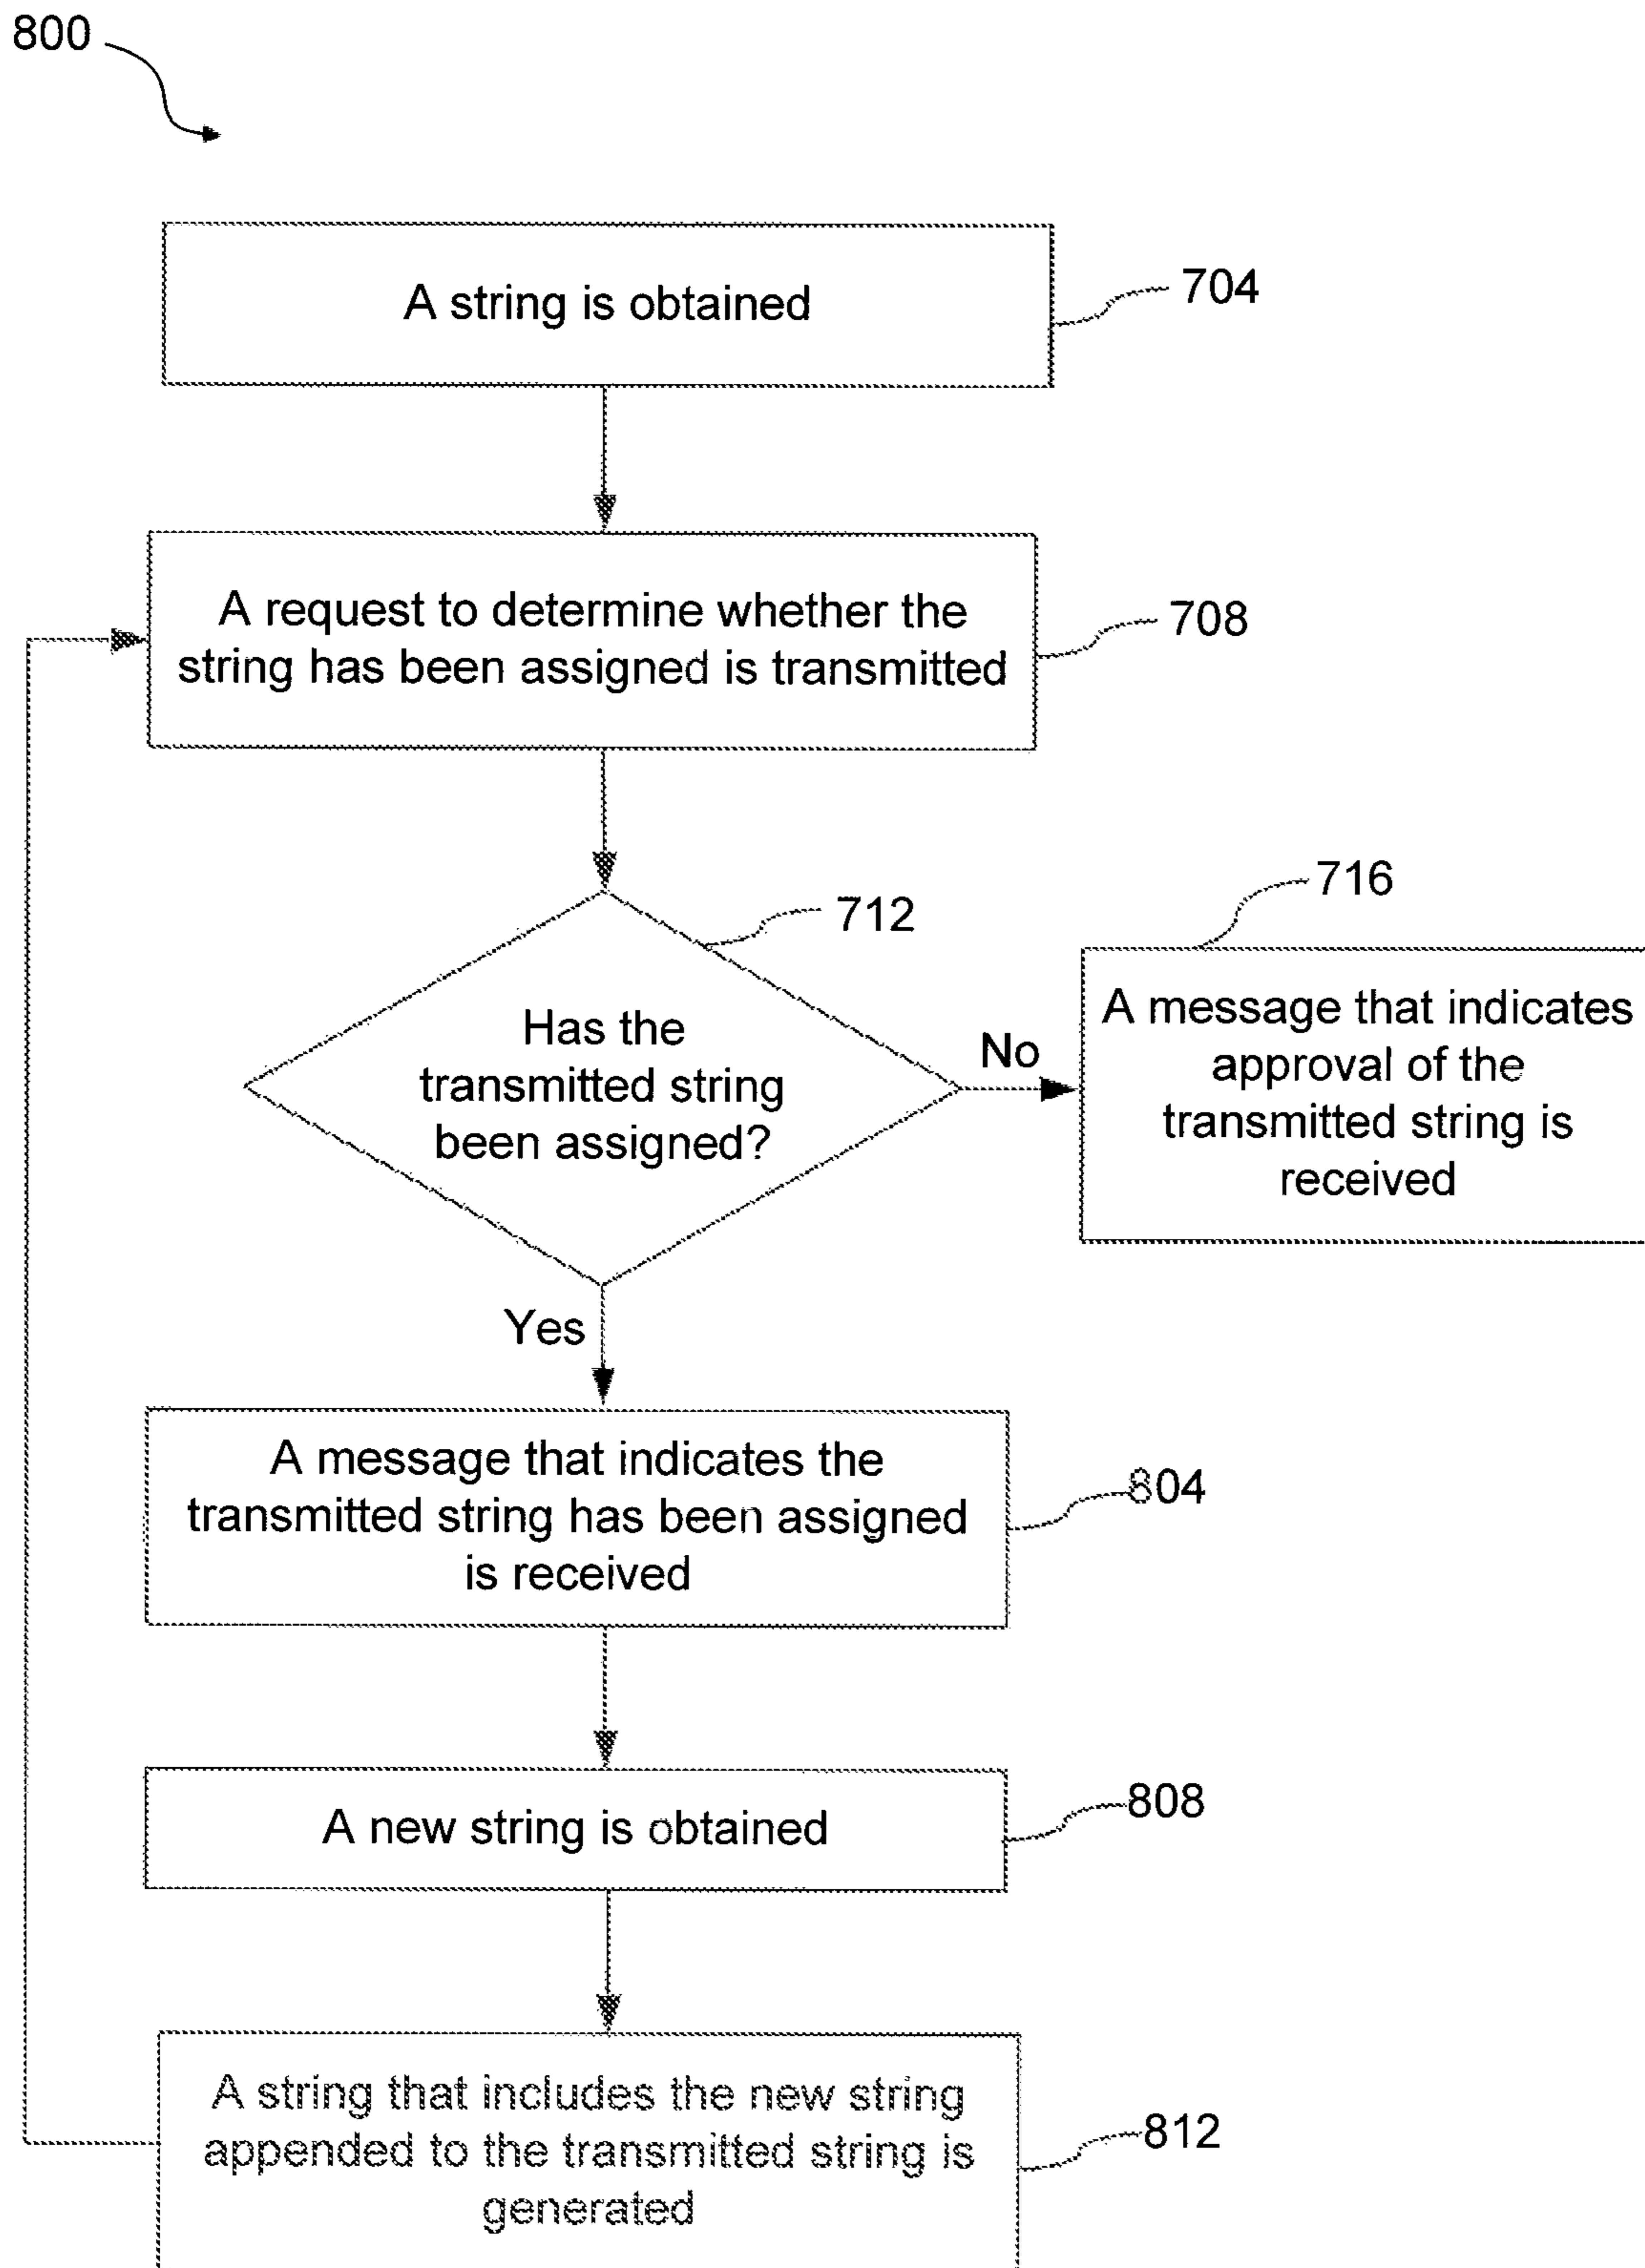 800
A string is obtained
704
A request to determine whether the
string has been assigned is transmitted
708
712
Has the
transmitted string
been assigned?
No
716
A message that indicates
approval of the
transmitted string is
received
Yes
A message that indicates the
transmitted string has been assigned
is received
804
A new string is obtained
808
A string that includes the new string
appended to the transmitted string is
generated
812